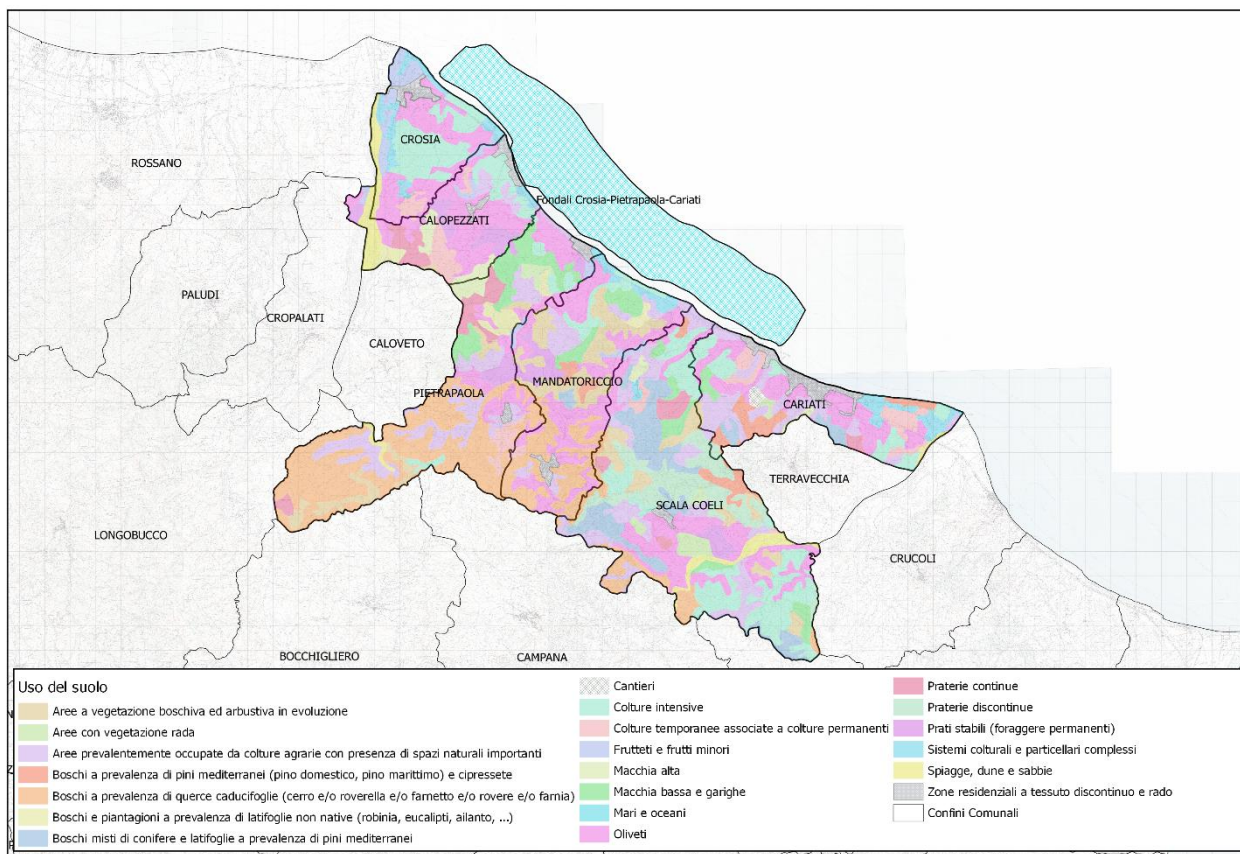 ROSSANO
CROSIA
Fondali Crosia-Pietrapaola-Cariati
CALOPEZZATI
PALUDI
CROPALATI
CALOVETO
PIETRAPAOLA
MANDATORICCIO
CARIATI
TERRAVECCHIA
SCALA COELI
LONGOBUCCO
CRUCOLI
BOCCHIGLIERO
CAMPANA
Uso del suolo
Aree a vegetazione boschiva ed arbustiva in evoluzione
Aree con vegetazione rada
Aree prevalentemente occupate da colture agrarie con presenza di spazi naturali importanti
Boschi a prevalenza di pini mediterranei (pino domestico, pino marittimo) e cipressete
Boschi a prevalenza di querce caducifoglie (cerro e/o roverella e/o farnetto e/o rovere e/o farnia)
Boschi e piantagioni a prevalenza di latifoglie non native (robinia, eucalipti, ailanto, ...)
Boschi misti di conifere e latifoglie a prevalenza di pini mediterranei
Cantieri
Colture intensive
Colture temporanee associate a colture permanenti
Frutteti e frutti minori
Macchia alta
Macchia bassa e garighe
Mari e oceani
Oliveti
Praterie continue
Praterie discontinue
Prati stabili (foraggere permanenti)
Sistemi colturali e particellari complessi
Spiagge, dune e sabbie
Zone residenziali a tessuto discontinuo e rado
Confini Comunali